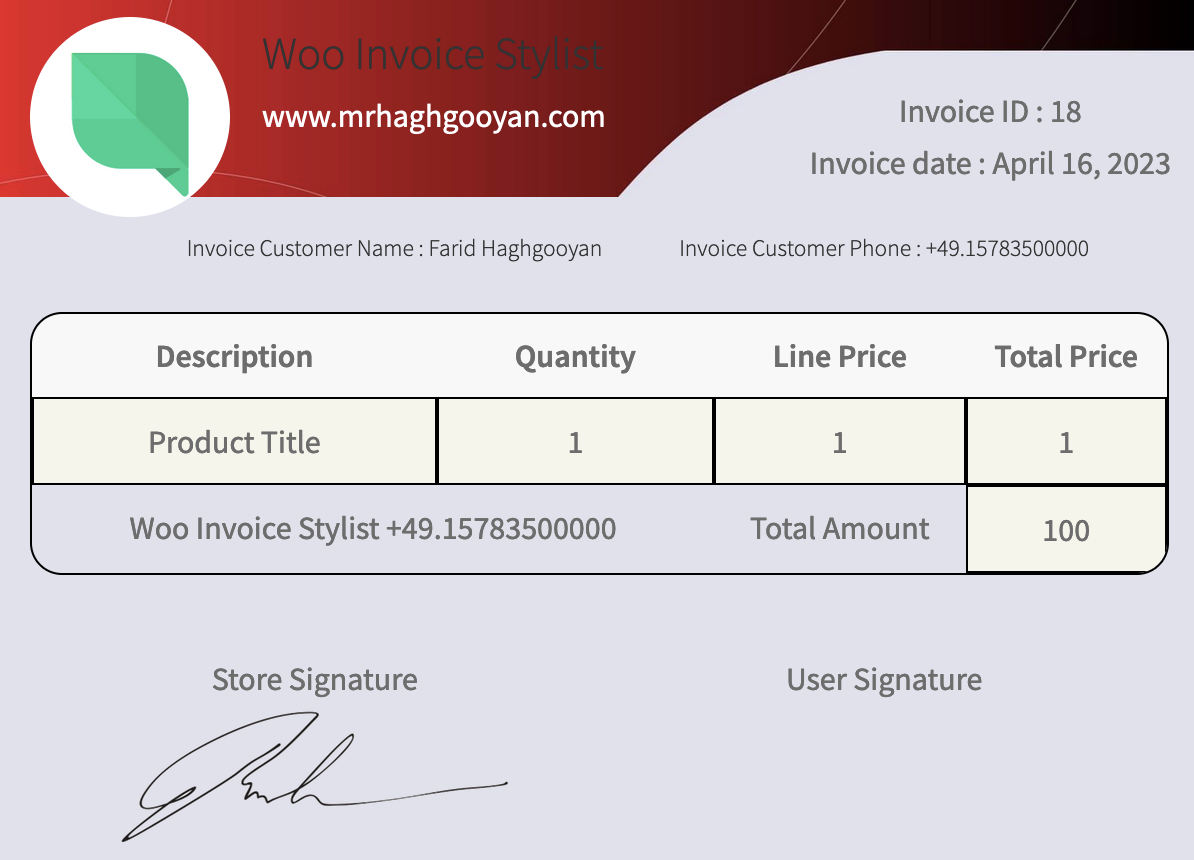 Woo Invoice Stylist
www.mrhaghgooyan.com
Invoice ID : 18
Invoice date : April 16, 2023
Invoice Customer Name : Farid Haghgooyan
Invoice Customer Phone : +49.15783500000
Description Quantity Line Price Total Price
Product Title 1 1 1
Woo Invoice Stylist +49.15783500000 Total Amount 100
Store Signature User Signature